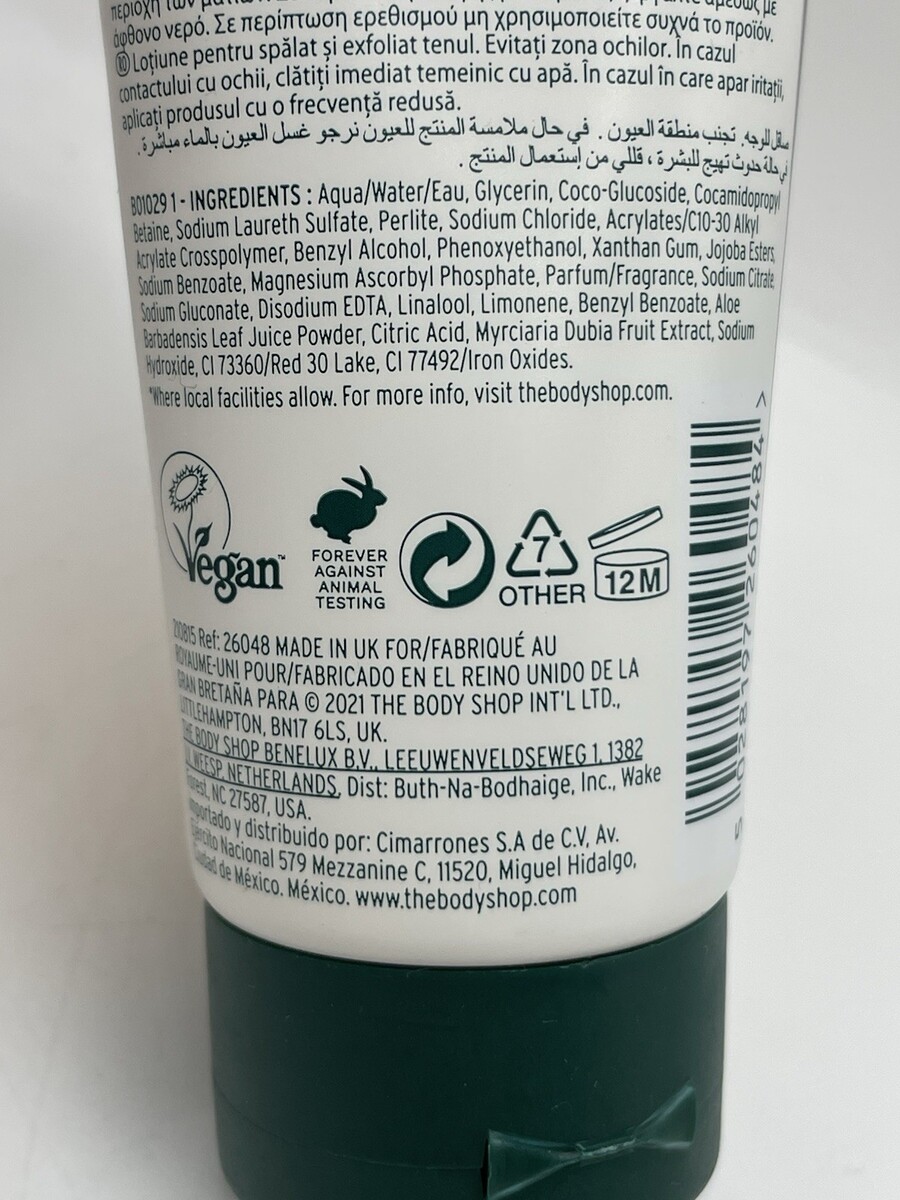 άφθονο νερό. Σε περίπτωση ερεθισμού μη χρησιμοποιείτε συχνά το προϊόν.
RO Loțiune pentru spălat și exfoliat tenul. Evitați zona ochilor. În cazul
contactului cu ochii, clătiți imediat temeinic cu apă. În cazul în care apar iritații,
aplicați produsul cu o frecvență redusă.
للوجه. تجنب منطقة العيون . في حال ملامسة المنتج للعيون نرجو غسل العيون بالماء مباشرة.
في حالة حدوث تهيج للبشرة ، قللي من إستعمال المنتج .
B010291 - INGREDIENTS : Aqua/Water/Eau, Glycerin, Coco-Glucoside, Cocamidopropyl
Betaine, Sodium Laureth Sulfate, Perlite, Sodium Chloride, Acrylates/C10-30 Alkyl
Acrylate Crosspolymer, Benzyl Alcohol, Phenoxyethanol, Xanthan Gum, Jojoba Esters,
Sodium Benzoate, Magnesium Ascorbyl Phosphate, Parfum/Fragrance, Sodium Citrate,
Sodium Gluconate, Disodium EDTA, Linalool, Limonene, Benzyl Benzoate, Aloe
Barbadensis Leaf Juice Powder, Citric Acid, Myrciaria Dubia Fruit Extract, Sodium
Hydroxide, CI 73360/Red 30 Lake, CI 77492/Iron Oxides.
*Where local facilities allow. For more info, visit thebodyshop.com.
Vegan™
FOREVER
AGAINST
ANIMAL
TESTING
7
OTHER
12M
5 028197 260484 >
210815 Ref: 26048 MADE IN UK FOR/FABRIQUÉ AU
ROYAUME-UNI POUR/FABRICADO EN EL REINO UNIDO DE LA
GRAN BRETAÑA PARA © 2021 THE BODY SHOP INT'L LTD.,
LITTLEHAMPTON, BN17 6LS, UK.
THE BODY SHOP BENELUX B.V., LEEUWENVELDSEWEG 1, 1382
WEESP, NETHERLANDS, Dist: Buth-Na-Bodhaige, Inc., Wake
Forest, NC 27587, USA.
Importado y distribuido por: Cimarrones S.A de C.V, Av.
Ejército Nacional 579 Mezzanine C, 11520, Miguel Hidalgo,
Ciudad de México. México. www.thebodyshop.com